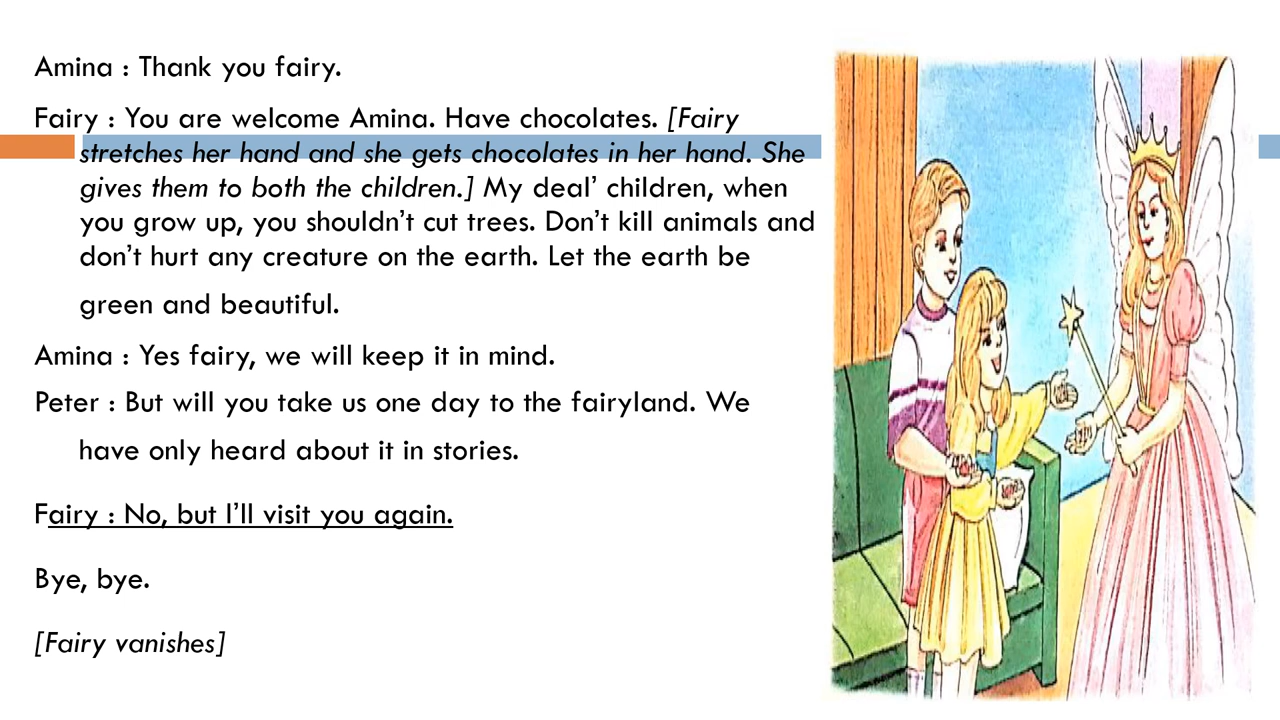 Amina : Thank you fairy.
Fairy : You are welcome Amina. Have chocolates. [Fairy
stretches her hand and she gets chocolates in her hand. She
gives them to both the children.] My deal’ children, when
you grow up, you shouldn’t cut trees. Don’t kill animals and
don’t hurt any creature on the earth. Let the earth be
green and beautiful.
Amina : Yes fairy, we will keep it in mind.
Peter : But will you take us one day to the fairyland. We
have only heard about it in stories.
Fairy : No, but I’ll visit you again.
Bye, bye.
[Fairy vanishes]